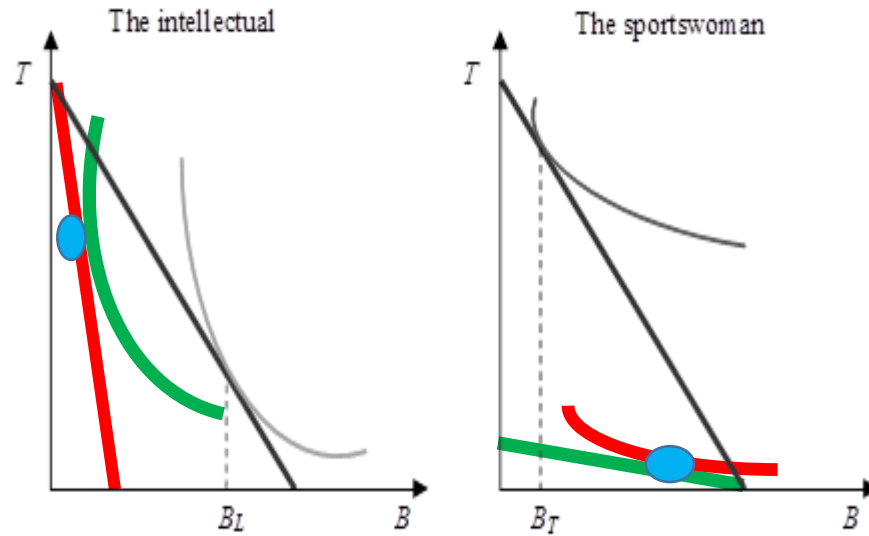 The intellectual
The sportswoman
T
T
B_L
B
B_T
B